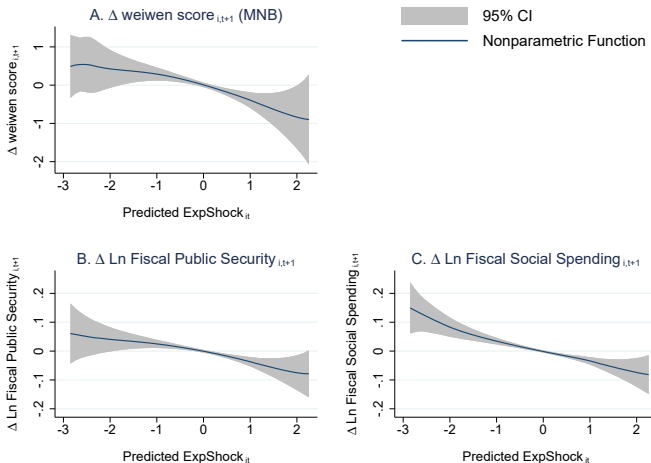 A. Δ weiwen score i,t+1 (MNB)
95% CI
Nonparametric Function
Δ weiwen score i,t+1
1
0
-1
-2
-3 -2 -1 0 1 2
Predicted ExpShock it
B. Δ Ln Fiscal Public Security i,t+1
Δ Ln Fiscal Public Security i,t+1
.2
.1
0
-.1
-.2
-3 -2 -1 0 1 2
Predicted ExpShock it
C. Δ Ln Fiscal Social Spending i,t+1
Δ Ln Fiscal Social Spending i,t+1
.2
.1
0
-.1
-.2
-3 -2 -1 0 1 2
Predicted ExpShock it